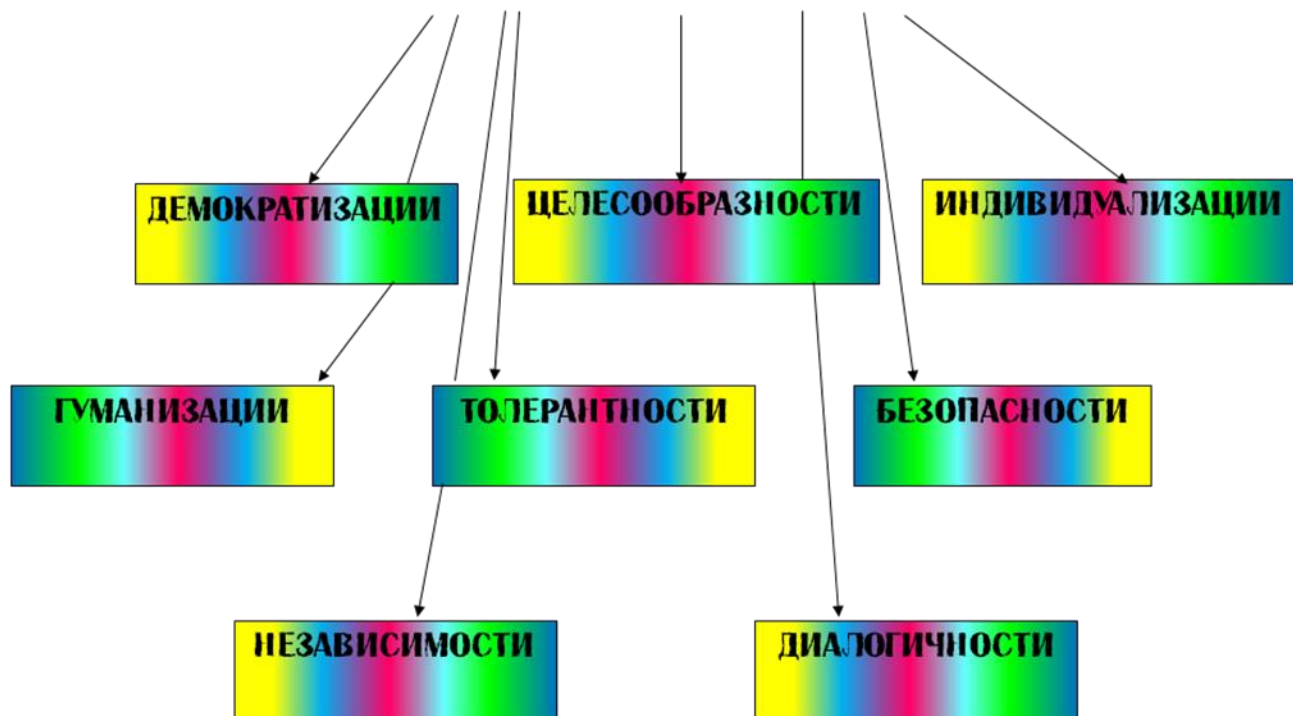 ДЕМОКРАТИЗАЦИИ
ЦЕЛЕСООБРАЗНОСТИ
ИНДИВИДУАЛИЗАЦИИ
ГУМАНИЗАЦИИ
ТОЛЕРАНТНОСТИ
БЕЗОПАСНОСТИ
НЕЗАВИСИМОСТИ
ДИАЛОГИЧНОСТИ